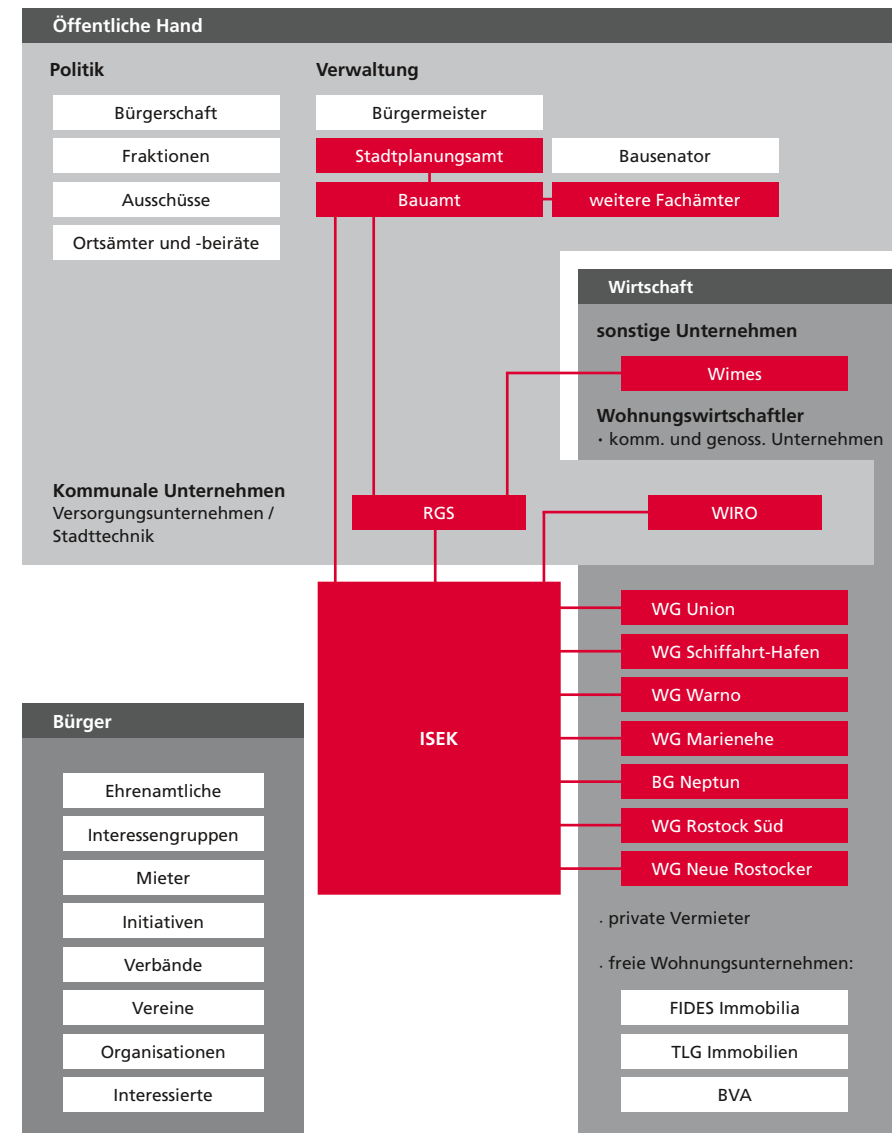 Öffentliche Hand
Politik
Bürgerschaft
Fraktionen
Ausschüsse
Ortsämter und -beiräte
Verwaltung
Bürgermeister
Stadtplanungsamt
Bausenator
Bauamt
weitere Fachämter
Wirtschaft
sonstige Unternehmen
Wimes
Wohnungswirtschaftler
· komm. und genoss. Unternehmen
Kommunale Unternehmen
Versorgungsunternehmen /
Stadttechnik
RGS
WIRO
ISEK
WG Union
WG Schiffahrt-Hafen
WG Warno
WG Marienehe
BG Neptun
WG Rostock Süd
WG Neue Rostocker
· private Vermieter
· freie Wohnungsunternehmen:
FIDES Immobilia
TLG Immobilien
BVA
Bürger
Ehrenamtliche
Interessengruppen
Mieter
Initiativen
Verbände
Vereine
Organisationen
Interessierte